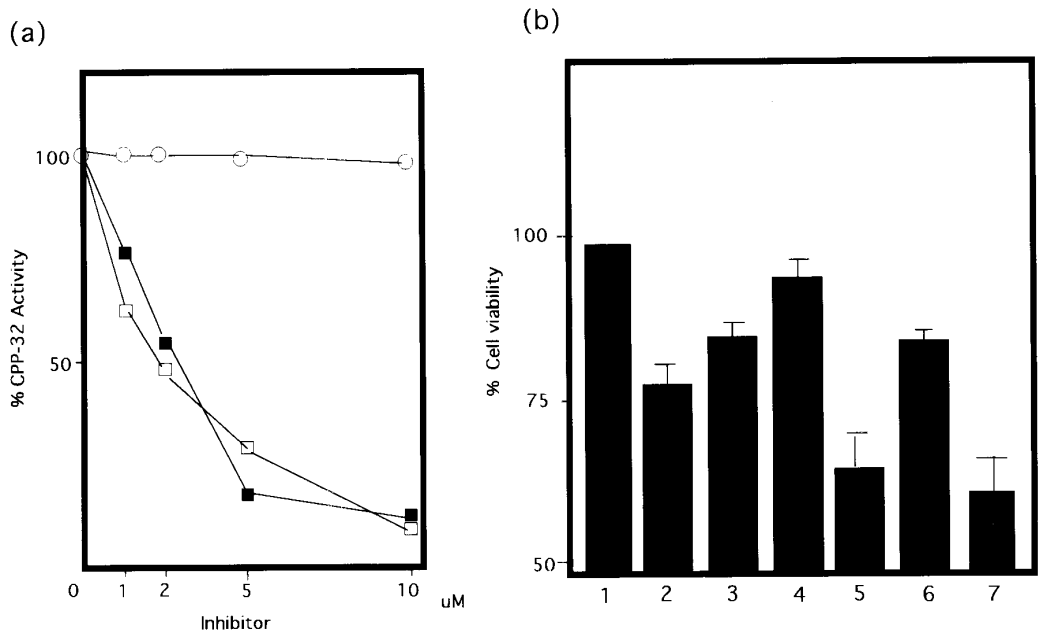 (a)
100
50
% CPP-32 Activity
0 1 2 5 10 uM
Inhibitor
(b)
100
75
50
% Cell viability
1 2 3 4 5 6 7